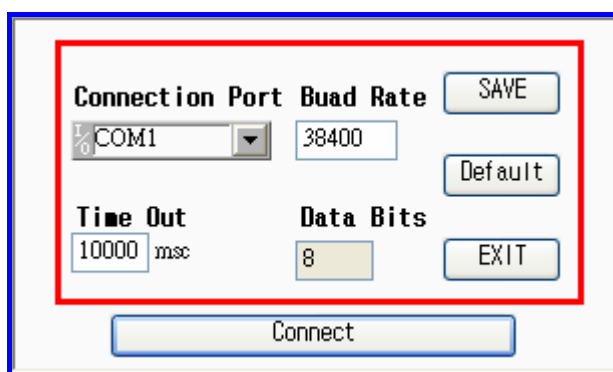 Connection Port Buad Rate SAVE
I/O COM1 38400
Default
Time Out Data Bits
10000 msc 8 EXIT
Connect